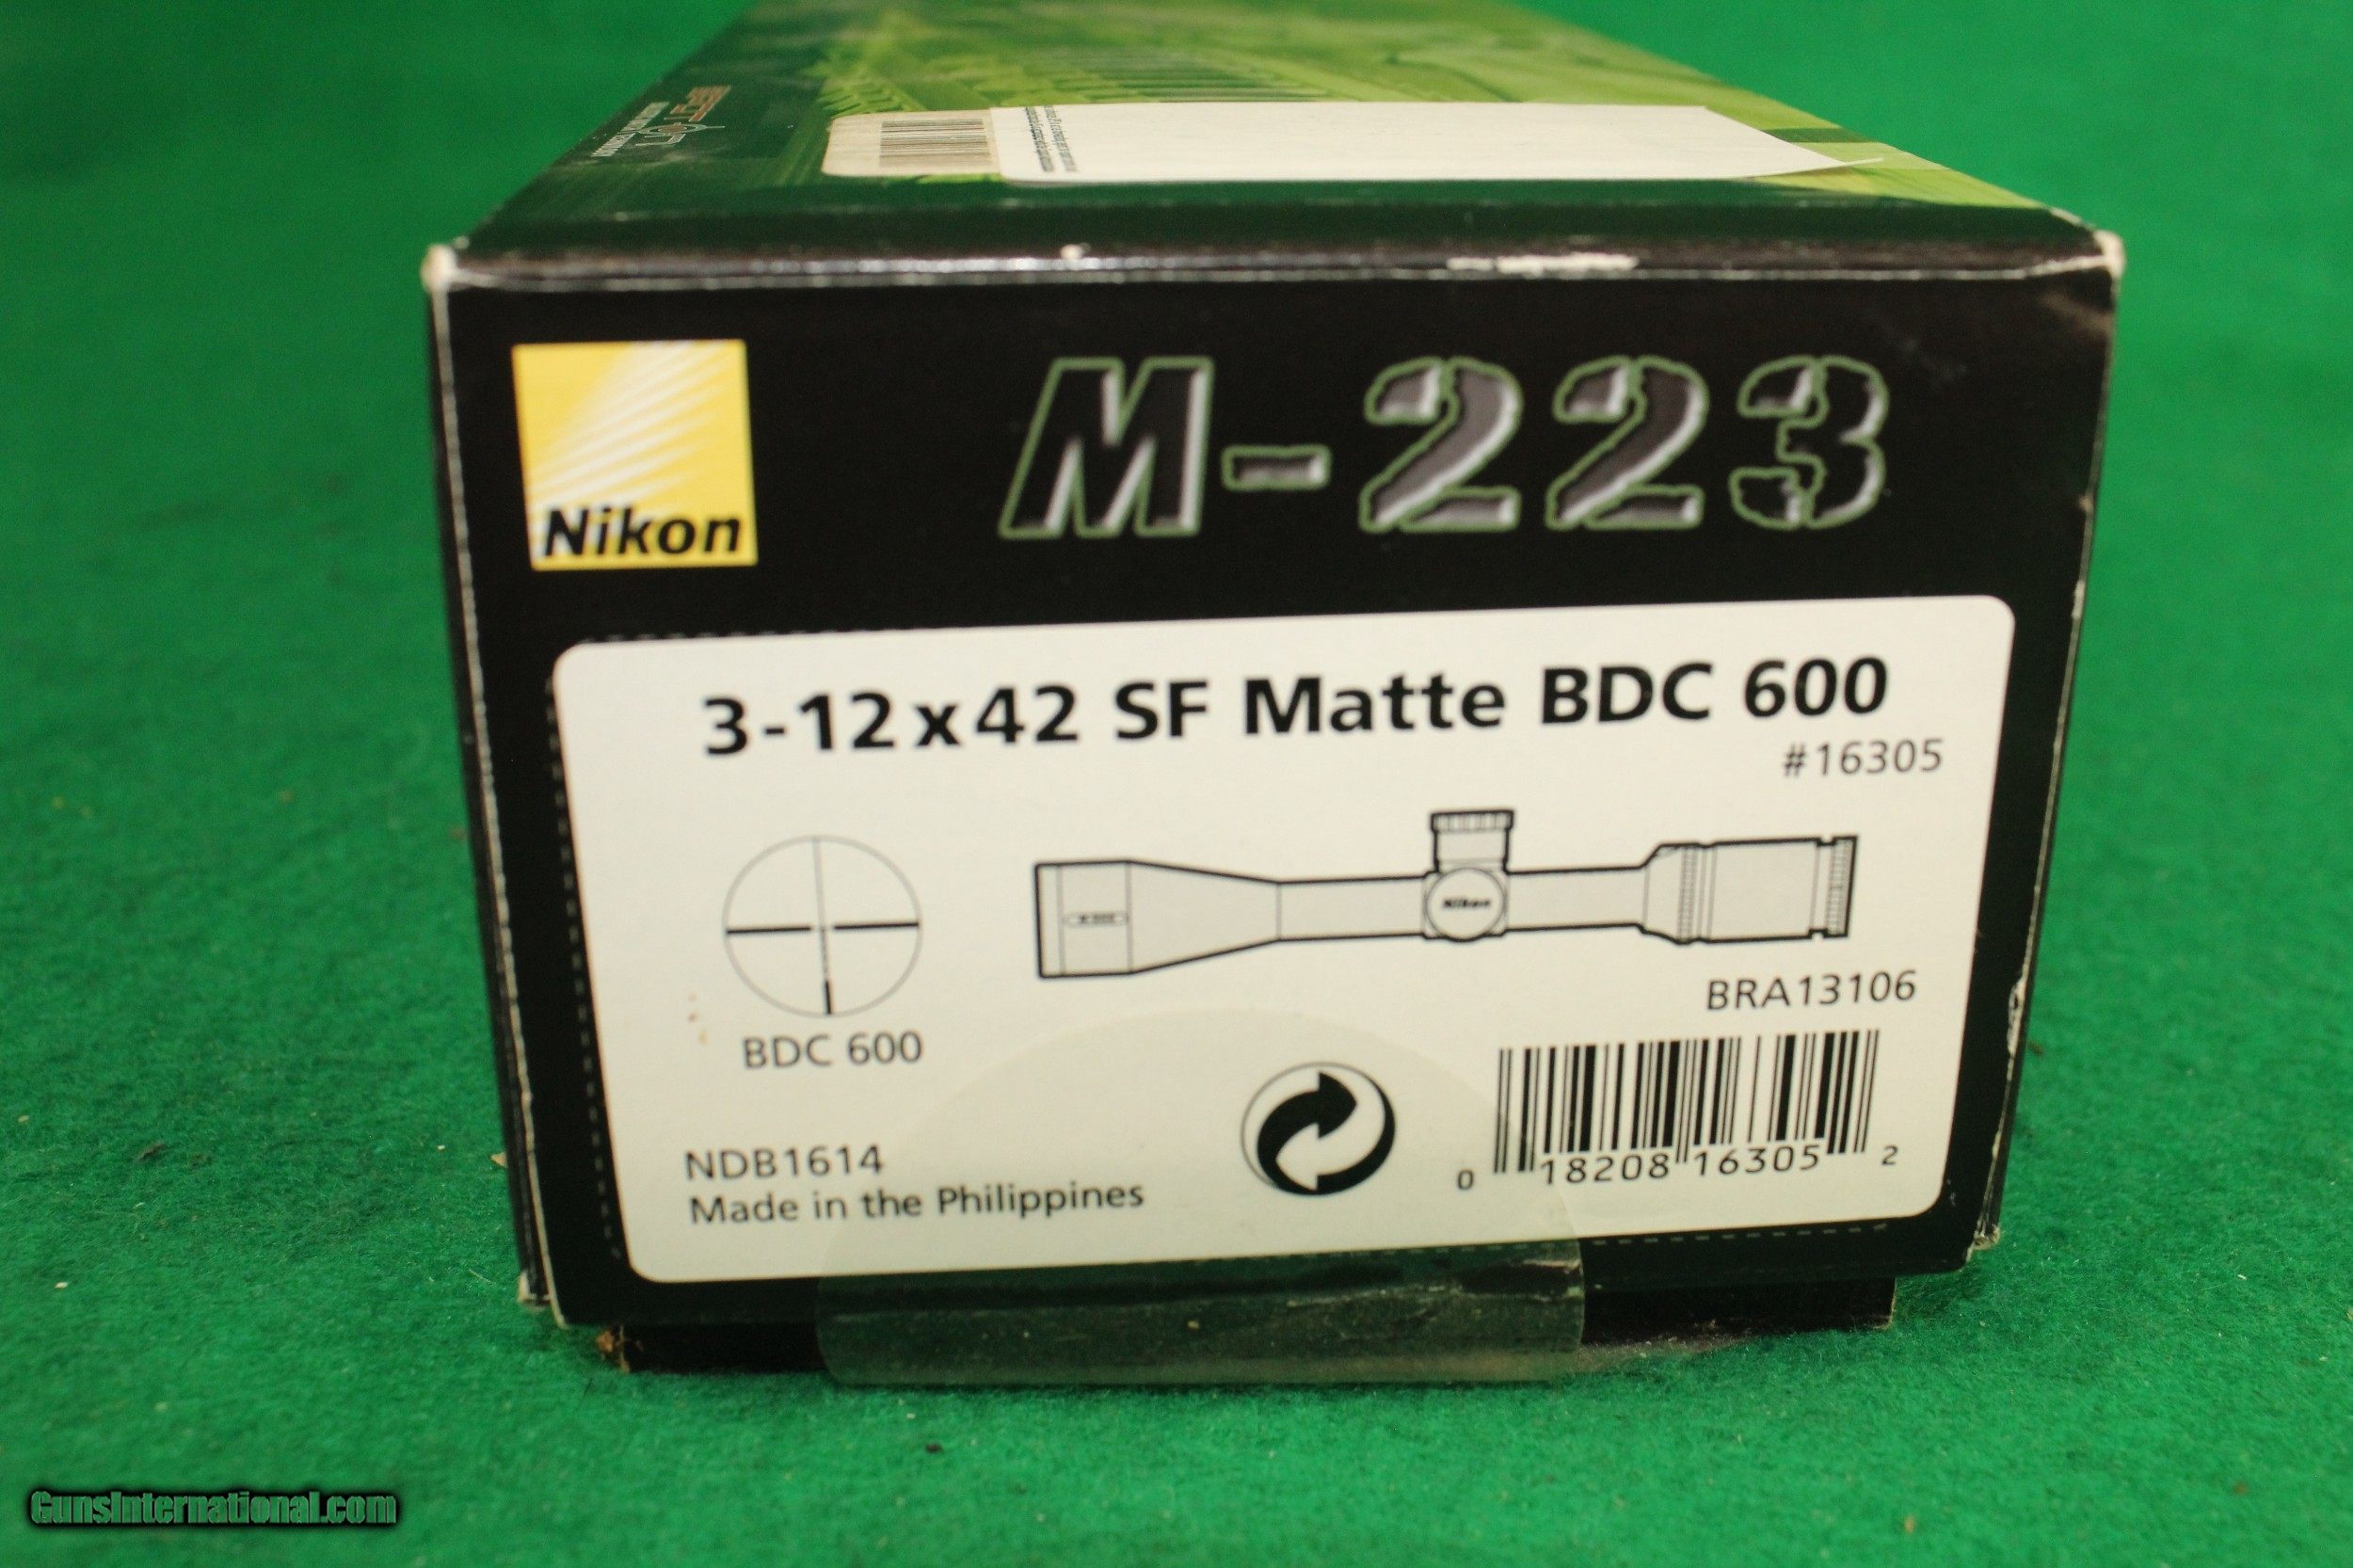 Nikon
M-223
3-12x42 SF Matte BDC 600
#16305
Nikon
BRA13106
BDC 600
NDB1614
Made in the Philippines
0 18208 16305 2
GunsInternational.com